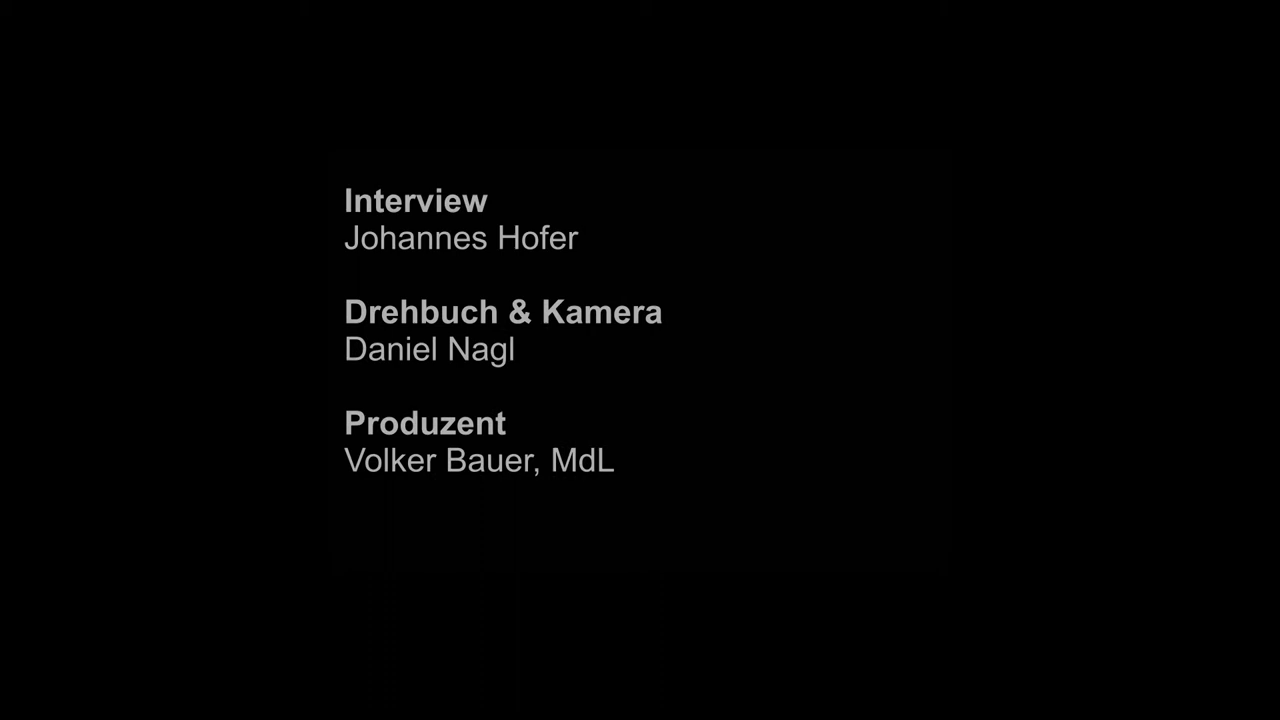 Interview
Johannes Hofer
Drehbuch & Kamera
Daniel Nagl
Produzent
Volker Bauer, MdL